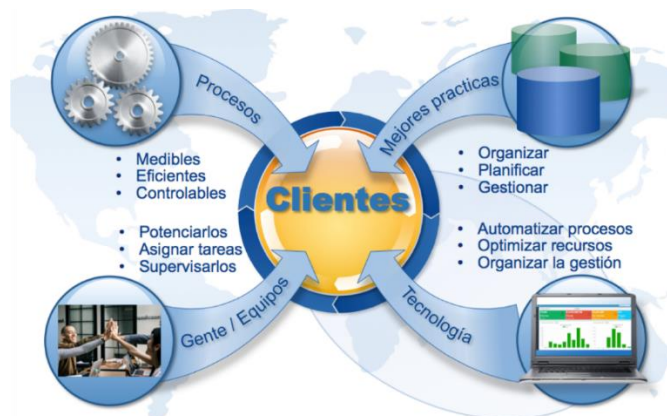 Procesos
Mejores practicas
• Medibles
• Eficientes
• Controlables
• Organizar
• Planificar
• Gestionar
Clientes
• Potenciarlos
• Asignar tareas
• Supervisarlos
• Automatizar procesos
• Optimizar recursos
• Organizar la gestión
Gente / Equipos
Tecnología